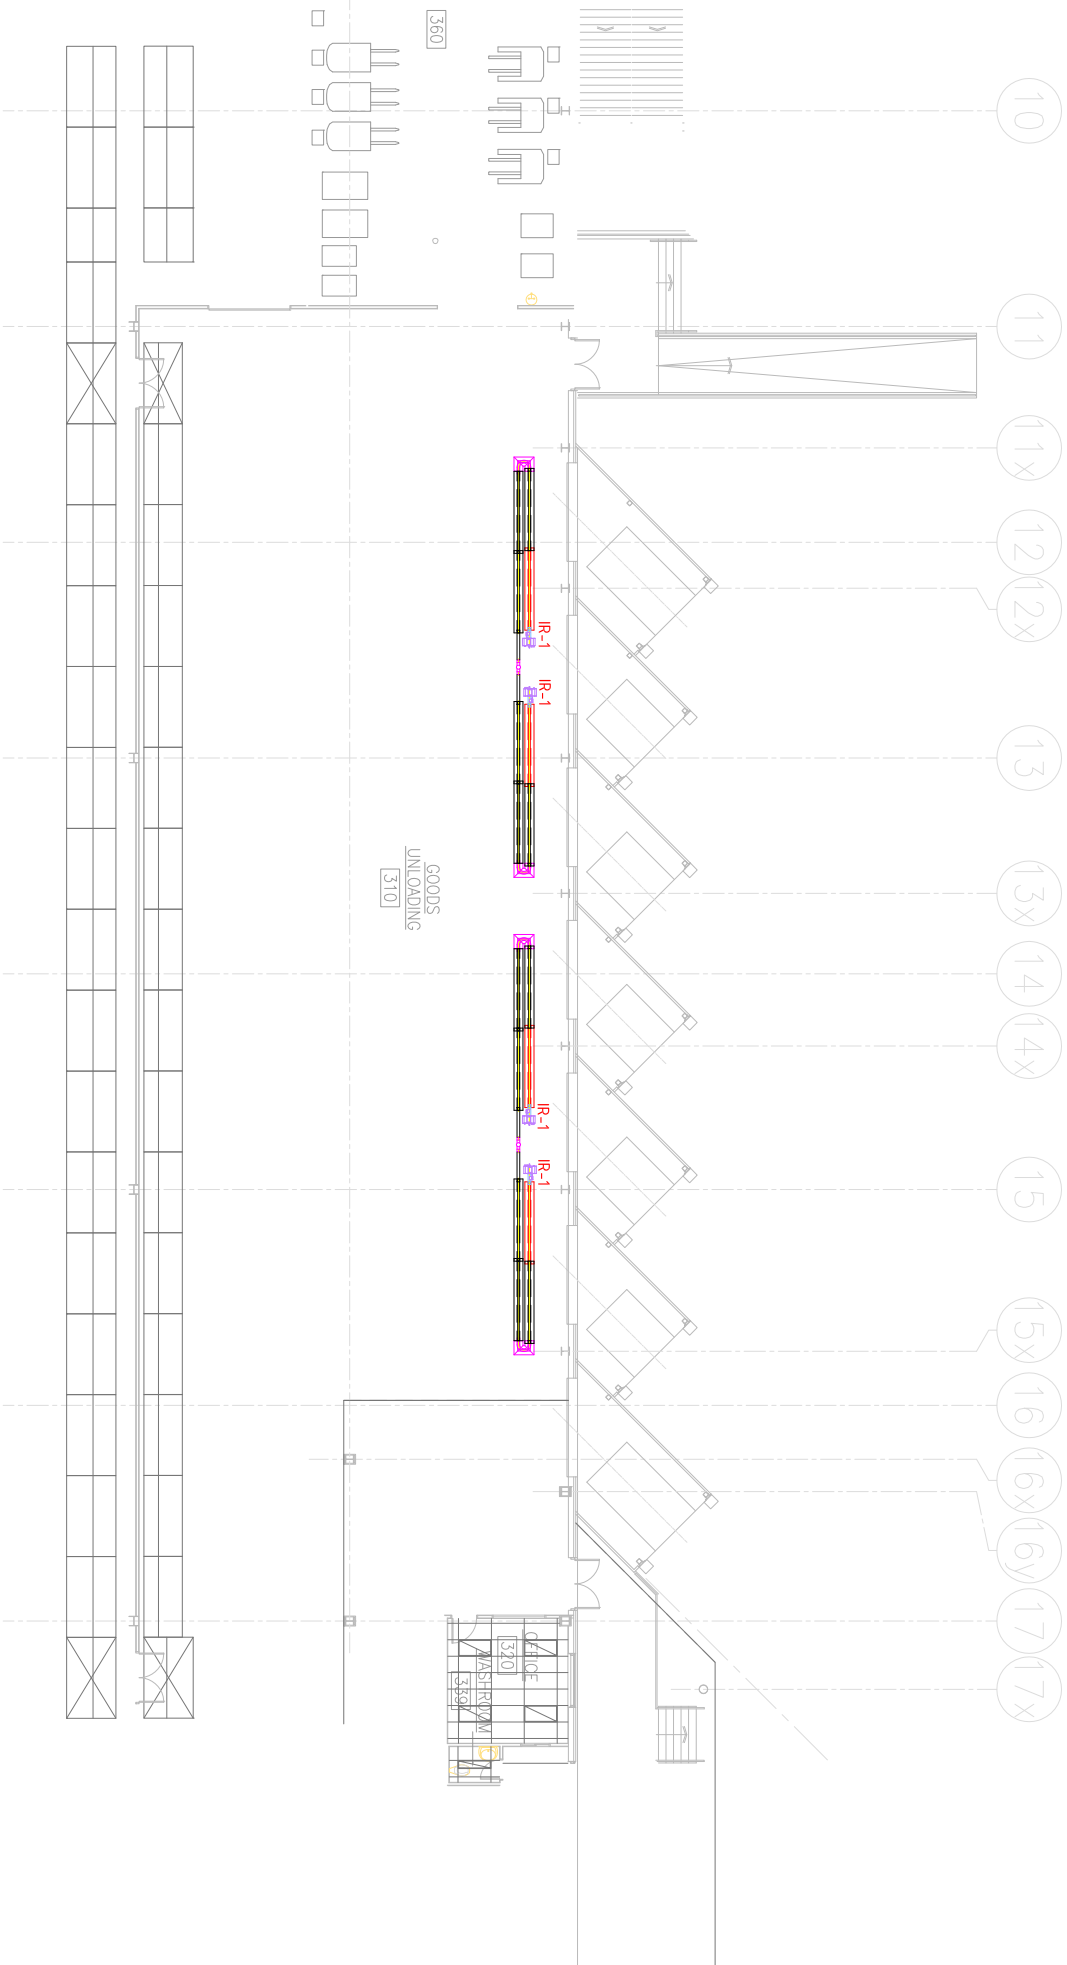 360
10
11
11x
12
12x
IR-1
IR-1
13
GOODS
UNLOADING
310
13x
14
14x
IR-1
IR-1
15
15x
16
16x
16y
17
OFFICE
320
WASHROOM
339
17x